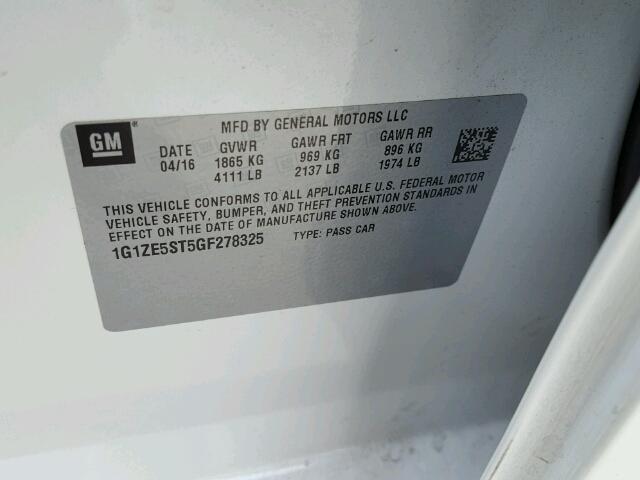 GM
MFD BY GENERAL MOTORS LLC
DATE GVWR GAWR FRT GAWR RR
04/16 1865 KG 969 KG 896 KG
4111 LB 2137 LB 1974 LB
THIS VEHICLE CONFORMS TO ALL APPLICABLE U.S. FEDERAL MOTOR
VEHICLE SAFETY, BUMPER, AND THEFT PREVENTION STANDARDS IN
EFFECT ON THE DATE OF MANUFACTURE SHOWN ABOVE.
1G1ZE5ST5GF278325 TYPE: PASS CAR